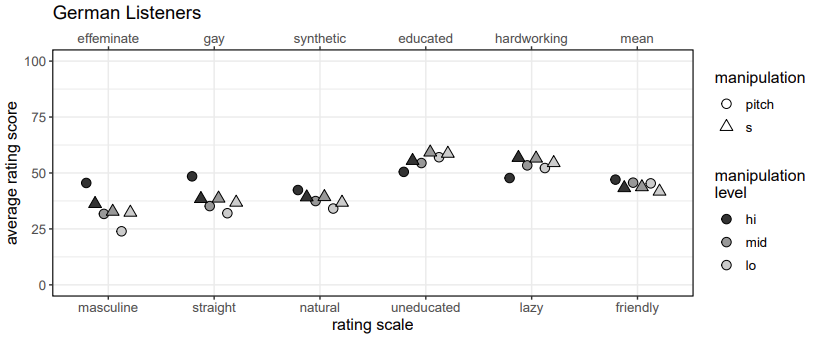 German Listeners
effeminate gay synthetic educated hardworking mean
100
75
50
25
0
average rating score
masculine straight natural uneducated lazy friendly
rating scale
manipulation
pitch
s
manipulation
level
hi
mid
lo